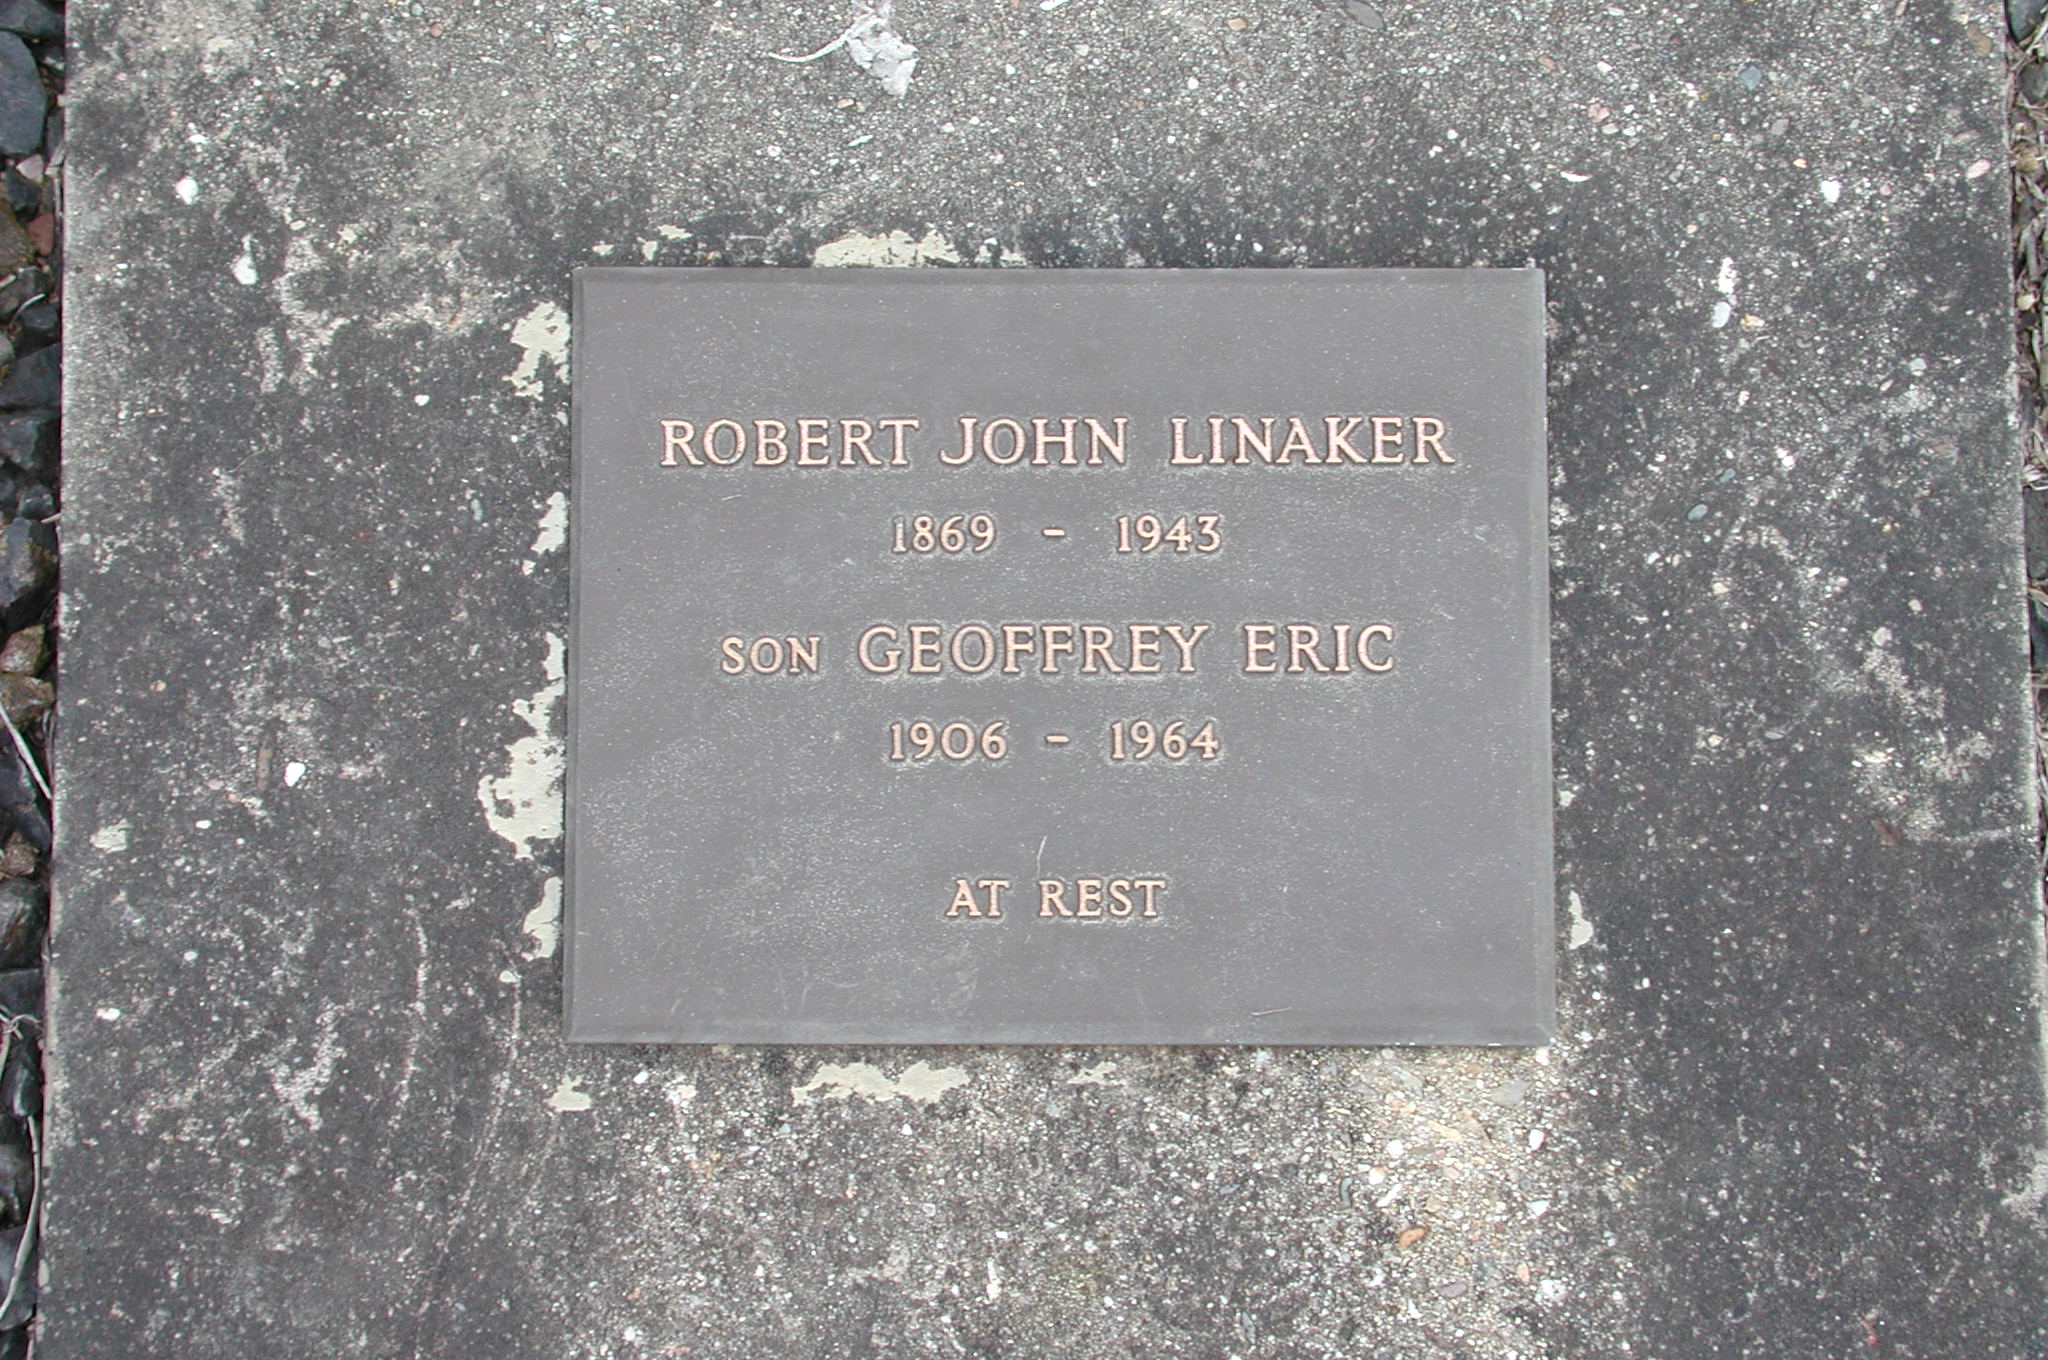 ROBERT JOHN LINAKER
1869 - 1943
SON GEOFFREY ERIC
1906 - 1964
AT REST